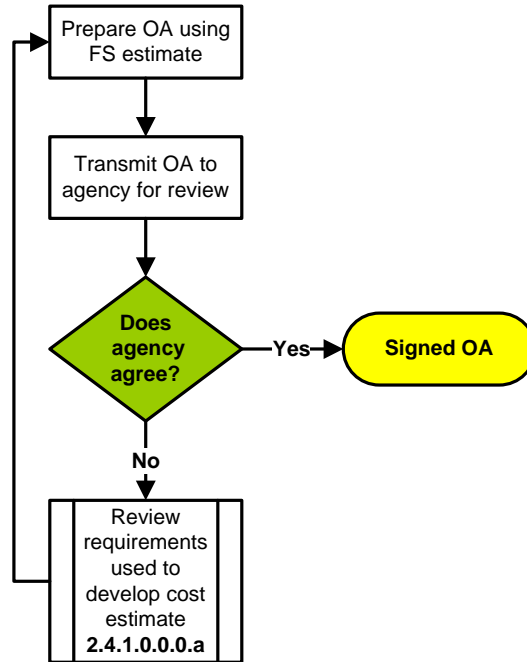 Prepare OA using
FS estimate
Transmit OA to
agency for review
Does
agency
agree?
Yes
Signed OA
No
Review
requirements
used to
develop cost
estimate
2.4.1.0.0.0.a